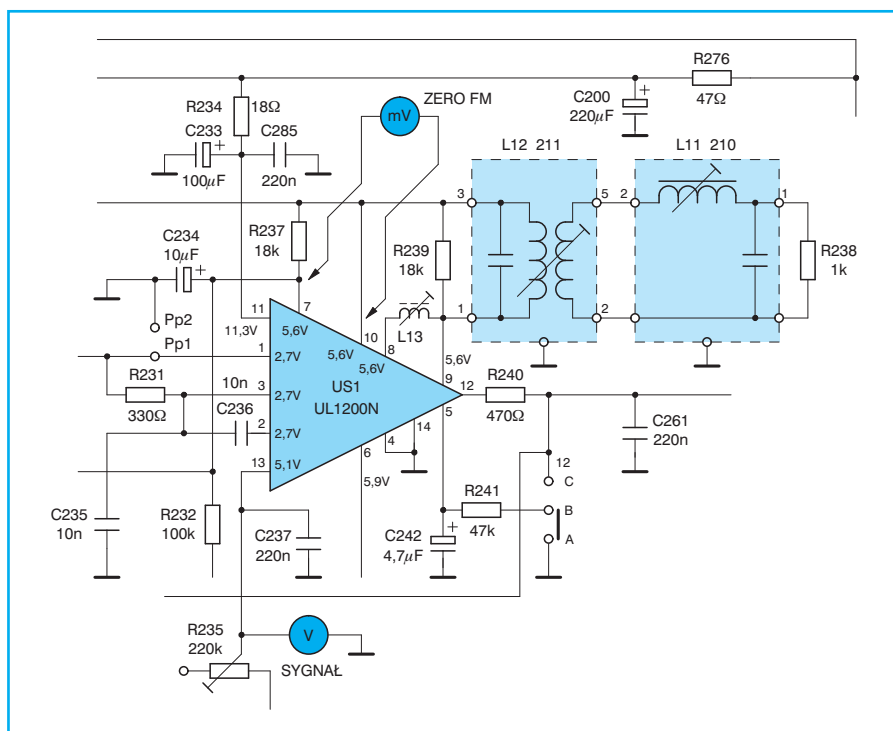 R276
47Ω
C200
220µF
R234
18Ω
C233
100µF
C285
220n
mV
ZERO FM
L12 211
L11 210
3
5
2
1
R237
18k
R239
18k
R238
1k
C234
10µF
1
2
2
11
7
11,3V
5,6V
10
8
L13
Pp2
Pp1
1
2,7V
5,6V
5,6V
5,6V
9
12
R240
470Ω
R231
330Ω
10n
3
2,7V
US1
UL1200N
C236
2
2,7V
5
14
4
C261
220n
13
5,1V
6
5,9V
12
C
B
A
R241
47k
C235
10n
R232
100k
C237
220n
C242
4,7µF
R235
220k
V
SYGNAŁ